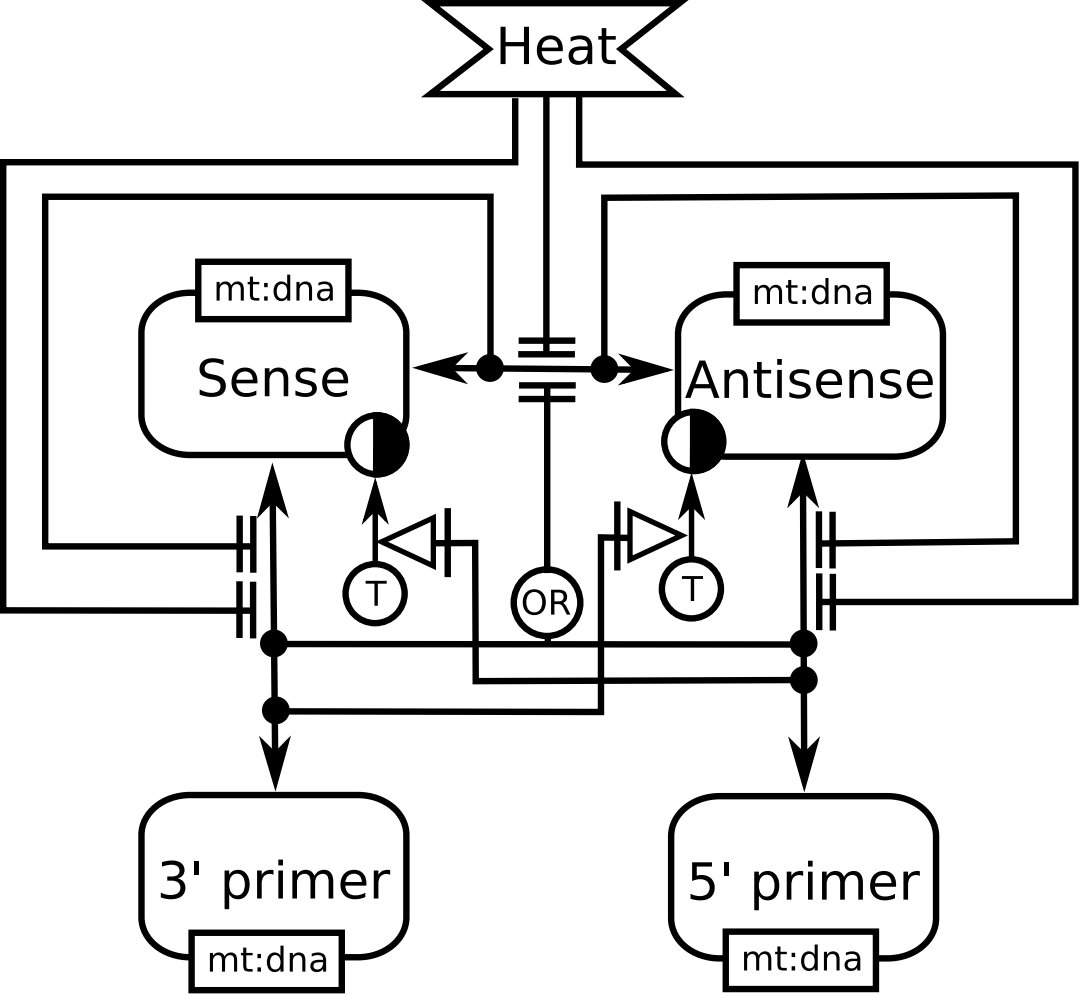 Heat
mt:dna
mt:dna
Sense
Antisense
T
OR
T
3' primer
5' primer
mt:dna
mt:dna